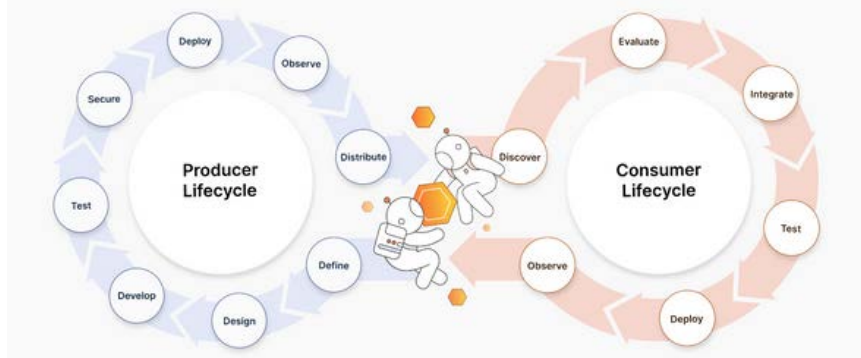 Producer
Lifecycle
Define
Design
Develop
Test
Secure
Deploy
Observe
Distribute
Consumer
Lifecycle
Discover
Evaluate
Integrate
Test
Deploy
Observe